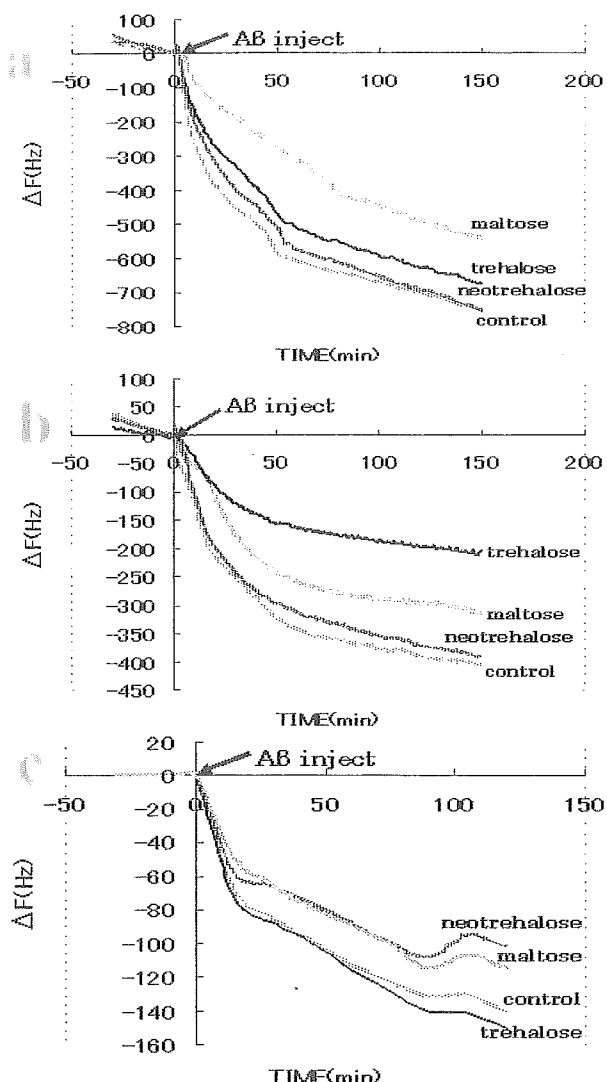 a
100
Aß inject
0
-50 0 50 100 150 200
-100
-200
-300
-400
-500
-600
-700
-800
ΔF(Hz)
maltose
trehalose
neotrehalose
control
TIME(min)
b
100
50
Aß inject
0
-50 0 50 100 150 200
-50
-100
-150
-200
-250
-300
-350
-400
-450
ΔF(Hz)
trehalose
maltose
neotrehalose
control
TIME(min)
c
20
Aß inject
0
-50 0 50 100 150
-20
-40
-60
-80
-100
-120
-140
-160
ΔF(Hz)
neotrehalose
maltose
control
trehalose
TIME(min)